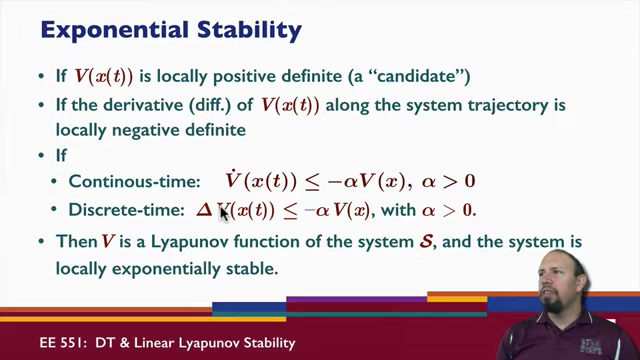 Exponential Stability
• If V(x(t)) is locally positive definite (a “candidate”)
• If the derivative (diff.) of V(x(t)) along the system trajectory is
locally negative definite
• If
• Continous-time: V̇(x(t)) ≤ −αV(x), α > 0
• Discrete-time: Δ V(x(t)) ≤ −α V(x), with α > 0.
• Then V is a Lyapunov function of the system S, and the system is
locally exponentially stable.
EE 551: DT & Linear Lyapunov Stability